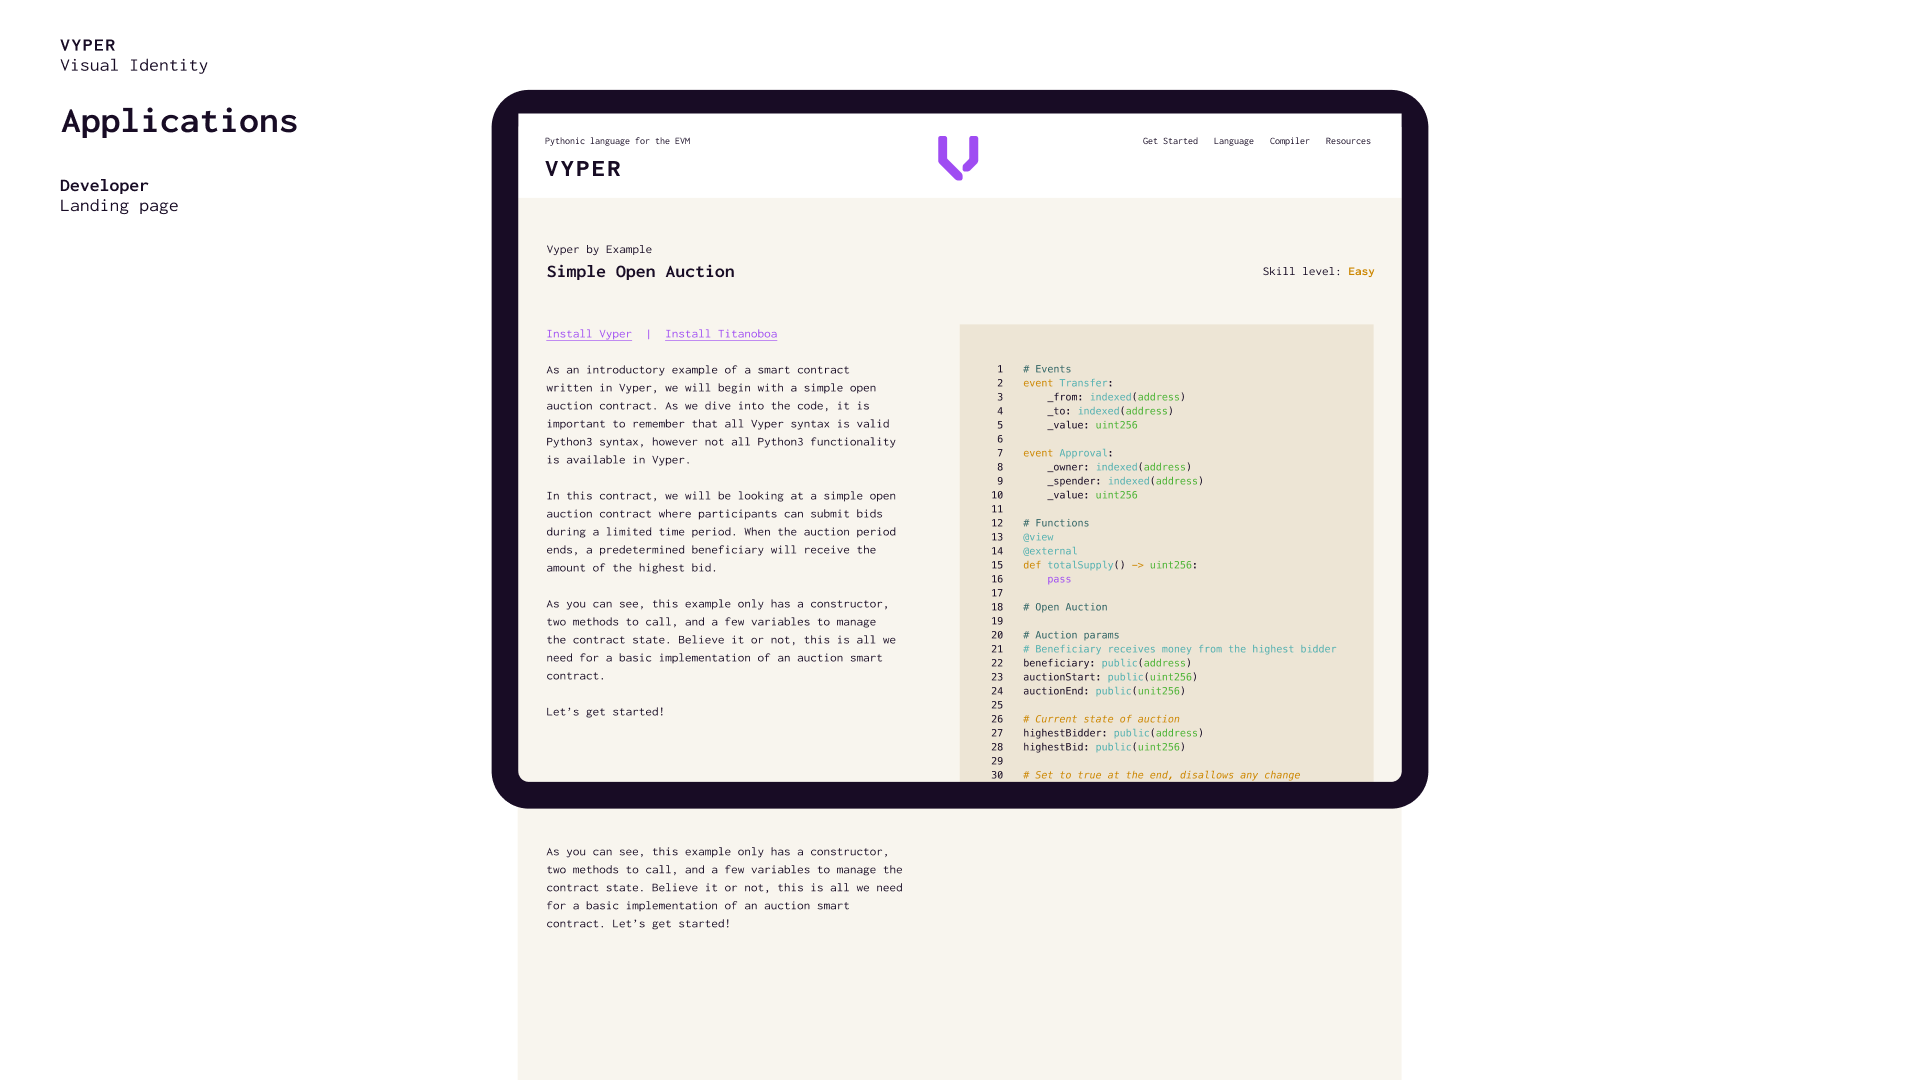 VYPER
Visual Identity
Applications
Developer
Landing page
Pythonic language for the EVM
VYPER
Get Started Language Compiler Resources
Vyper by Example
Simple Open Auction
Skill level: Easy
Install Vyper | Install Titanoboa
As an introductory example of a smart contract
written in Vyper, we will begin with a simple open
auction contract. As we dive into the code, it is
important to remember that all Vyper syntax is valid
Python3 syntax, however not all Python3 functionality
is available in Vyper.
In this contract, we will be looking at a simple open
auction contract where participants can submit bids
during a limited time period. When the auction period
ends, a predetermined beneficiary will receive the
amount of the highest bid.
As you can see, this example only has a constructor,
two methods to call, and a few variables to manage
the contract state. Believe it or not, this is all we
need for a basic implementation of an auction smart
contract.
Let's get started!
1 # Events
2 event Transfer:
3 _from: indexed(address)
4 _to: indexed(address)
5 _value: uint256
6
7 event Approval:
8 _owner: indexed(address)
9 _spender: indexed(address)
10 _value: uint256
11
12 # Functions
13 @view
14 @external
15 def totalSupply() -> uint256:
16 pass
17
18 # Open Auction
19
20 # Auction params
21 # Beneficiary receives money from the highest bidder
22 beneficiary: public(address)
23 auctionStart: public(uint256)
24 auctionEnd: public(unit256)
25
26 # Current state of auction
27 highestBidder: public(address)
28 highestBid: public(uint256)
29
30 # Set to true at the end, disallows any change
As you can see, this example only has a constructor,
two methods to call, and a few variables to manage the
contract state. Believe it or not, this is all we need
for a basic implementation of an auction smart
contract. Let's get started!